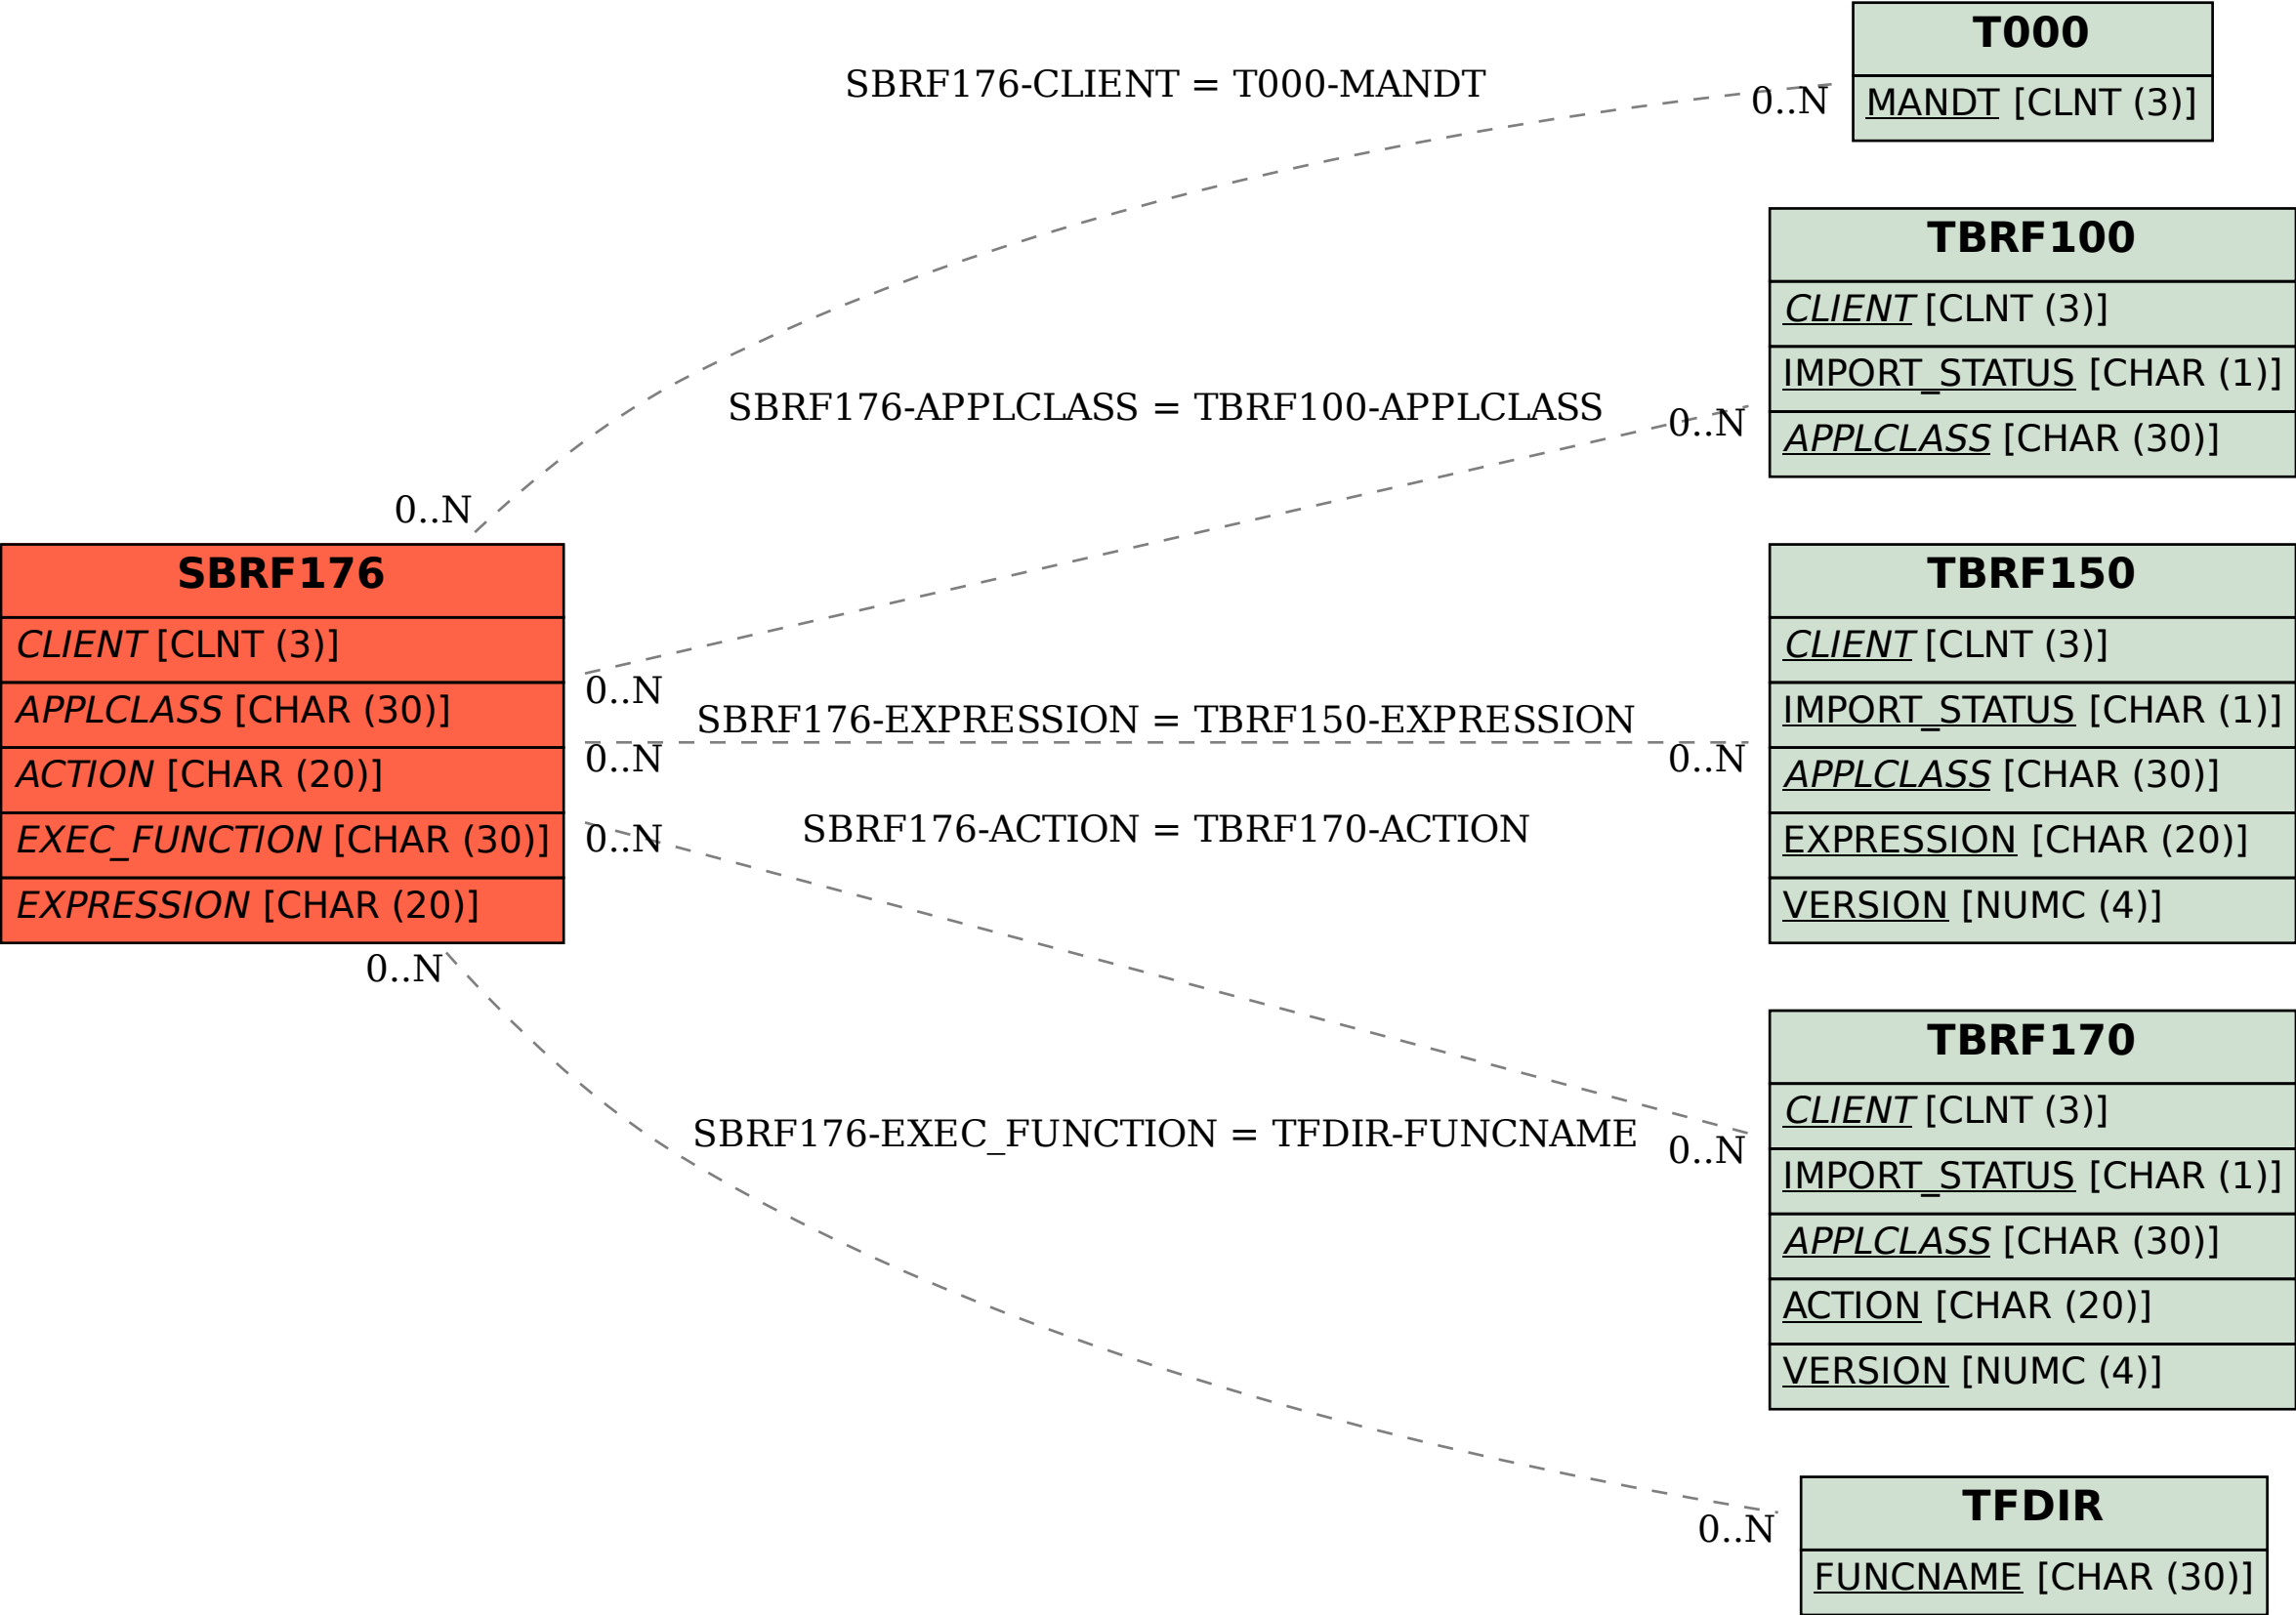 T000
MANDT [CLNT (3)]
SBRF176-CLIENT = T000-MANDT
0..N
0..N
TBRF100
CLIENT [CLNT (3)]
IMPORT_STATUS [CHAR (1)]
APPLCLASS [CHAR (30)]
SBRF176-APPLCLASS = TBRF100-APPLCLASS
0..N
0..N
SBRF176
CLIENT [CLNT (3)]
APPLCLASS [CHAR (30)]
ACTION [CHAR (20)]
EXEC_FUNCTION [CHAR (30)]
EXPRESSION [CHAR (20)]
TBRF150
CLIENT [CLNT (3)]
IMPORT_STATUS [CHAR (1)]
APPLCLASS [CHAR (30)]
EXPRESSION [CHAR (20)]
VERSION [NUMC (4)]
SBRF176-EXPRESSION = TBRF150-EXPRESSION
0..N
0..N
SBRF176-ACTION = TBRF170-ACTION
0..N
0..N
TBRF170
CLIENT [CLNT (3)]
IMPORT_STATUS [CHAR (1)]
APPLCLASS [CHAR (30)]
ACTION [CHAR (20)]
VERSION [NUMC (4)]
SBRF176-EXEC_FUNCTION = TFDIR-FUNCNAME
0..N
0..N
TFDIR
FUNCNAME [CHAR (30)]